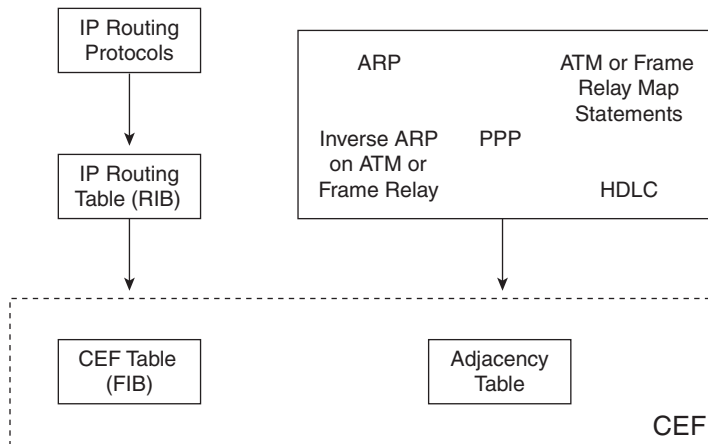 IP Routing
Protocols
ARP
ATM or Frame
Relay Map
Statements
Inverse ARP
on ATM or
Frame Relay
PPP
HDLC
IP Routing
Table (RIB)
CEF Table
(FIB)
Adjacency
Table
CEF